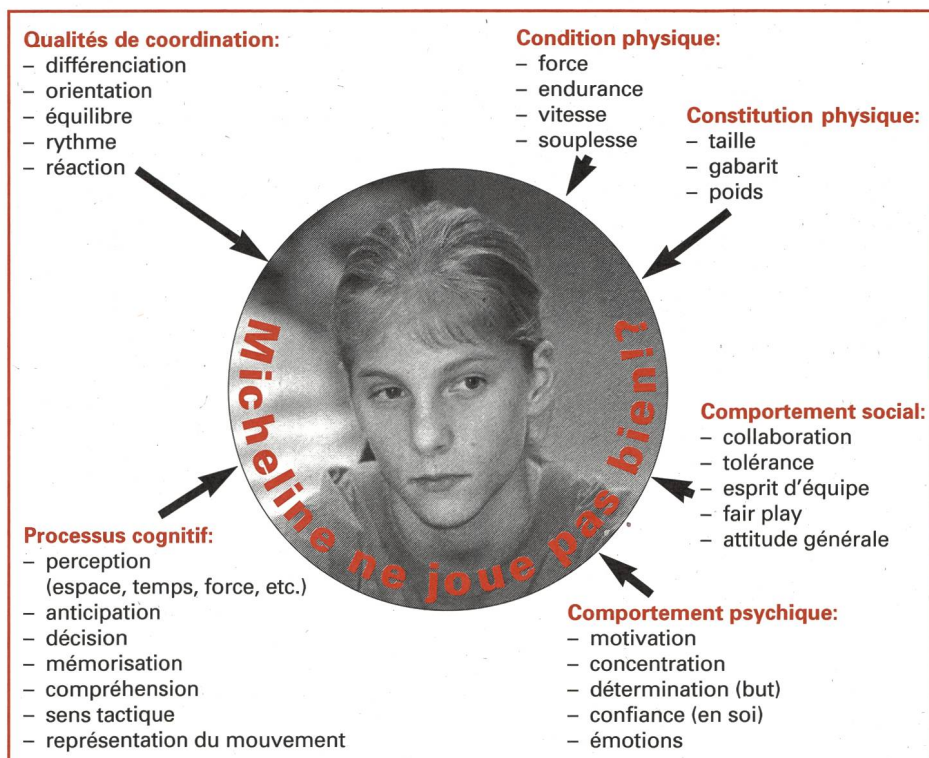 Qualités de coordination:
– différenciation
– orientation
– équilibre
– rythme
– réaction
Condition physique:
– force
– endurance
– vitesse
– souplesse
Constitution physique:
– taille
– gabarit
– poids
Micheline ne joue pas bien!?
Comportement social:
– collaboration
– tolérance
– esprit d'équipe
– fair play
– attitude générale
Processus cognitif:
– perception
(espace, temps, force, etc.)
– anticipation
– décision
– mémorisation
– compréhension
– sens tactique
– représentation du mouvement
Comportement psychique:
– motivation
– concentration
– détermination (but)
– confiance (en soi)
– émotions